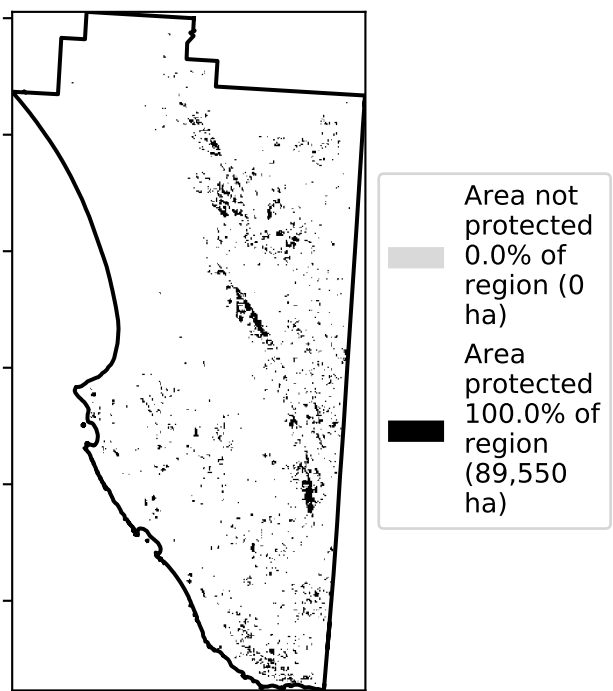 Area not
protected
0.0% of
region (0
ha)
Area
protected
100.0% of
region
(89,550
ha)